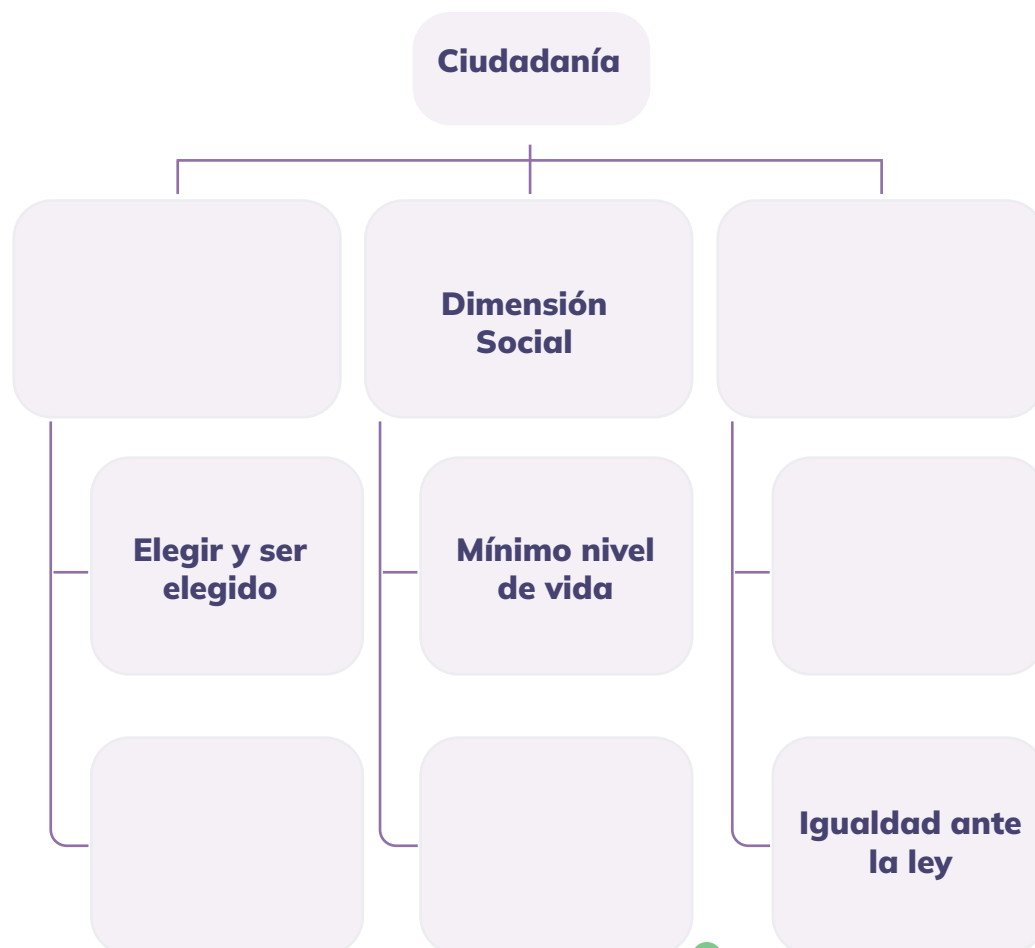 Ciudadanía
Dimensión
Social
Elegir y ser
elegido
Mínimo nivel
de vida
Igualdad ante
la ley